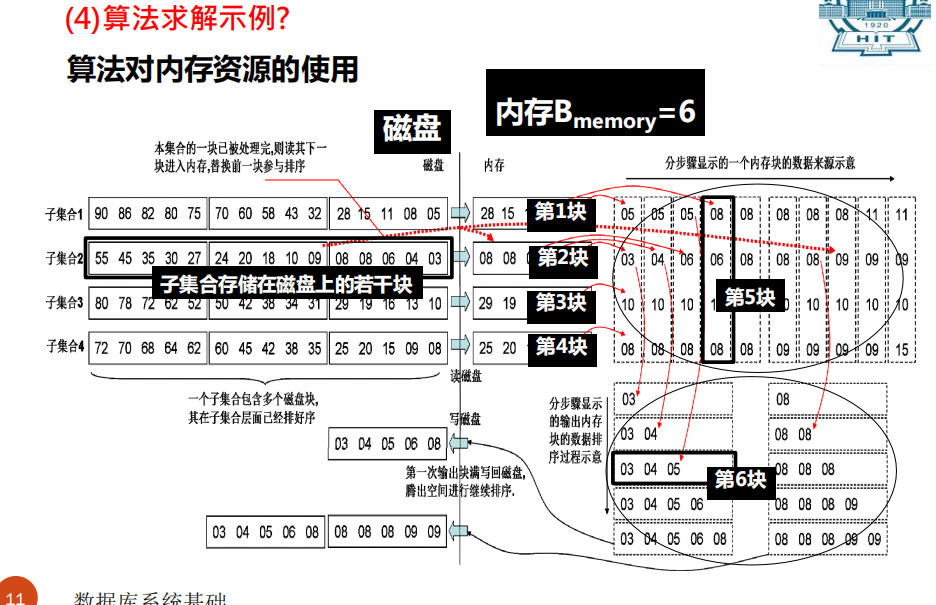 (4)算法求解示例?
1920
HIT
算法对内存资源的使用
内存Bmemory=6
磁盘
本集合的一块已被处理完,则读其下一
块进入内存,替换前一块参与排序
磁盘
内存
分步骤显示的一个内存块的数据来源示意
子集合1 90 86 82 80 75 70 60 58 43 32 28 15 11 08 05 28 15 第1块 05 05 05 08 08 08 08 08 11 11
子集合2 55 45 35 30 27 24 20 18 10 09 08 08 06 04 03 08 08 第2块 03 04 06 06 08 08 08 09 09 09
子集合存储在磁盘上的若干块
子集合3 80 78 72 62 52 50 42 38 34 31 29 19 16 13 10 29 19 第3块 10 10 10 第5块 10 10 10 10
子集合4 72 70 68 64 62 60 45 42 38 35 25 20 15 09 08 25 20 第4块 08 08 08 08 08 09 09 09 09 15
读磁盘
一个子集合包含多个磁盘块,
其在子集合层面已经排好序
写磁盘
03 04 05 06 08
第一次输出块满写回磁盘,
腾出空间进行继续排序.
03 04 05 06 08 08 08 08 09 09
分步骤显示
的输出内存
块的数据排
序过程示意
03 08
03 04 08 08
03 04 05 08 08 08
第6块
03 04 05 06 08 08 08 09
03 04 05 06 08 08 08 08 09 09
11 数据库系统基础